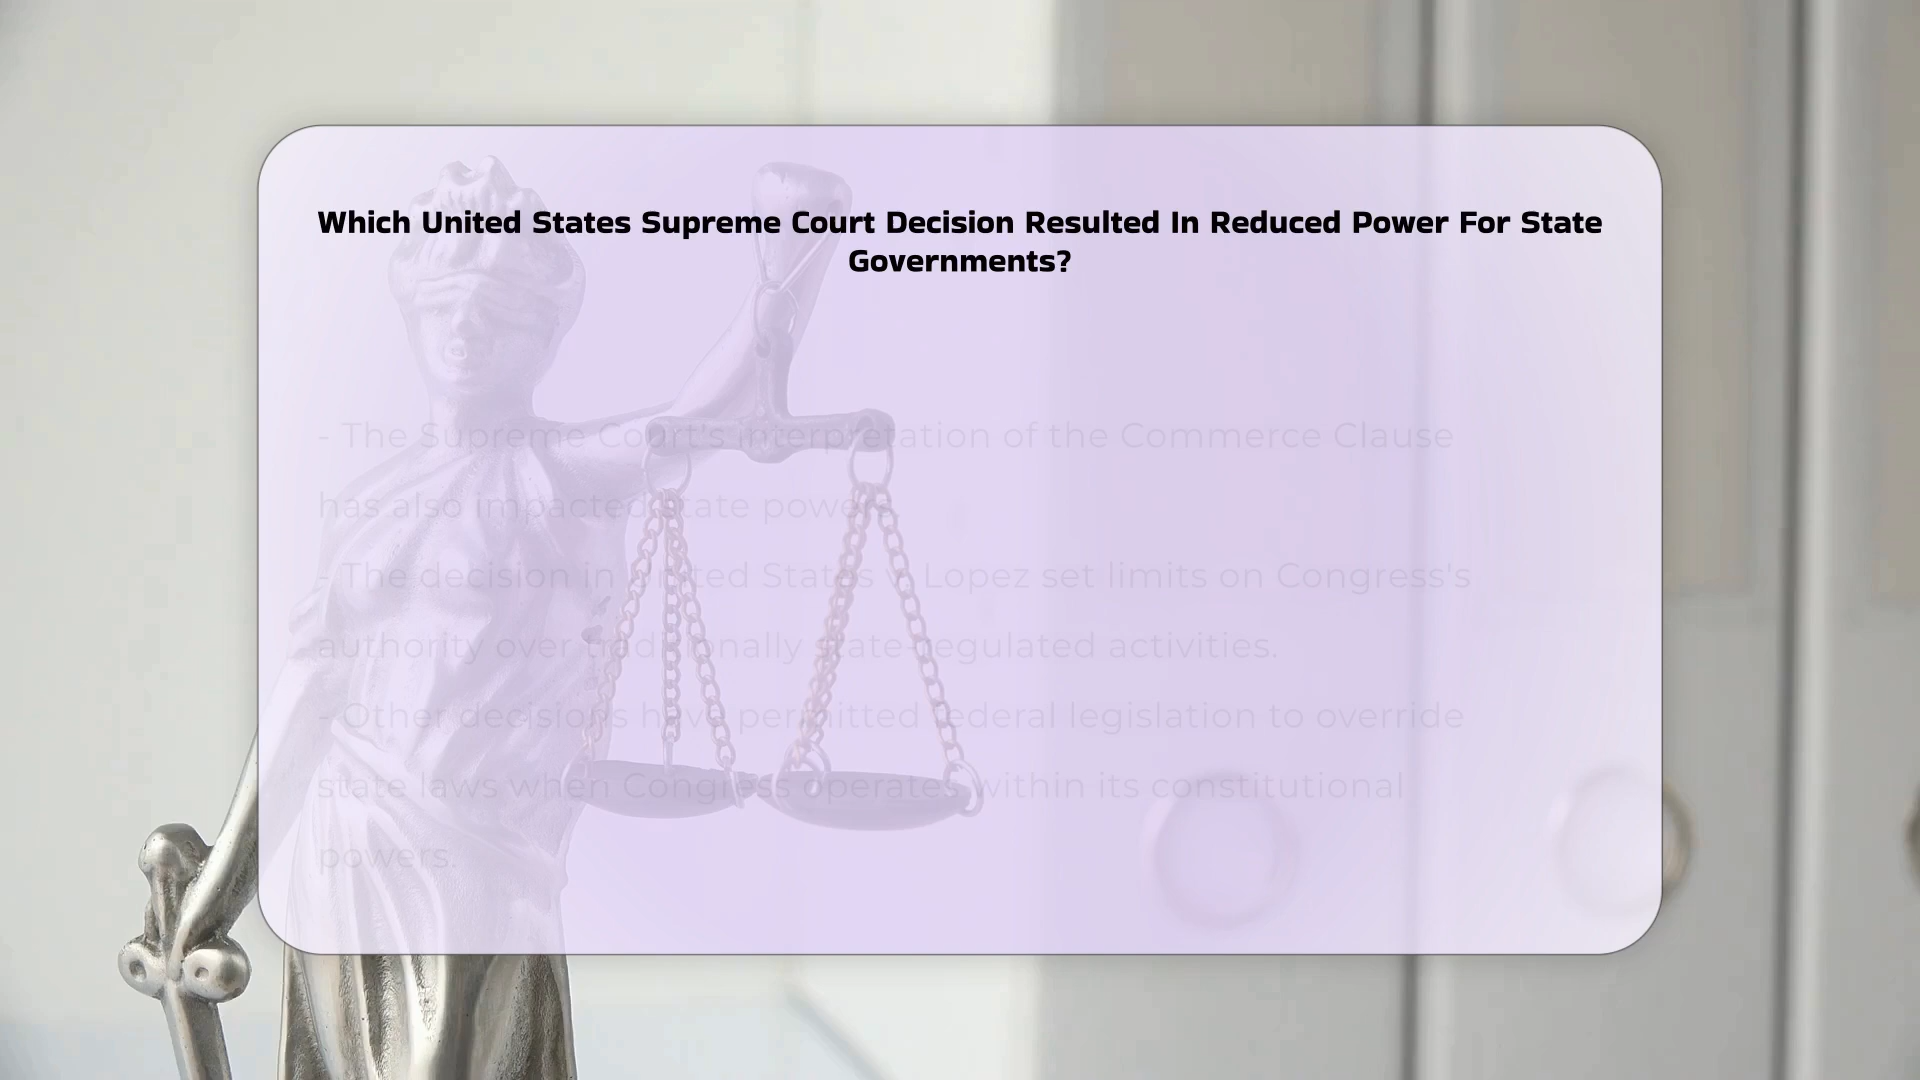 Which United States Supreme Court Decision Resulted In Reduced Power For State
Governments?
- The Supreme Court's interpretation of the Commerce Clause
has also impacted state power.
- The decision in United States v. Lopez set limits on Congress's
authority over traditionally state-regulated activities.
- Other decisions have permitted federal legislation to override
state laws when Congress operates within its constitutional
powers.